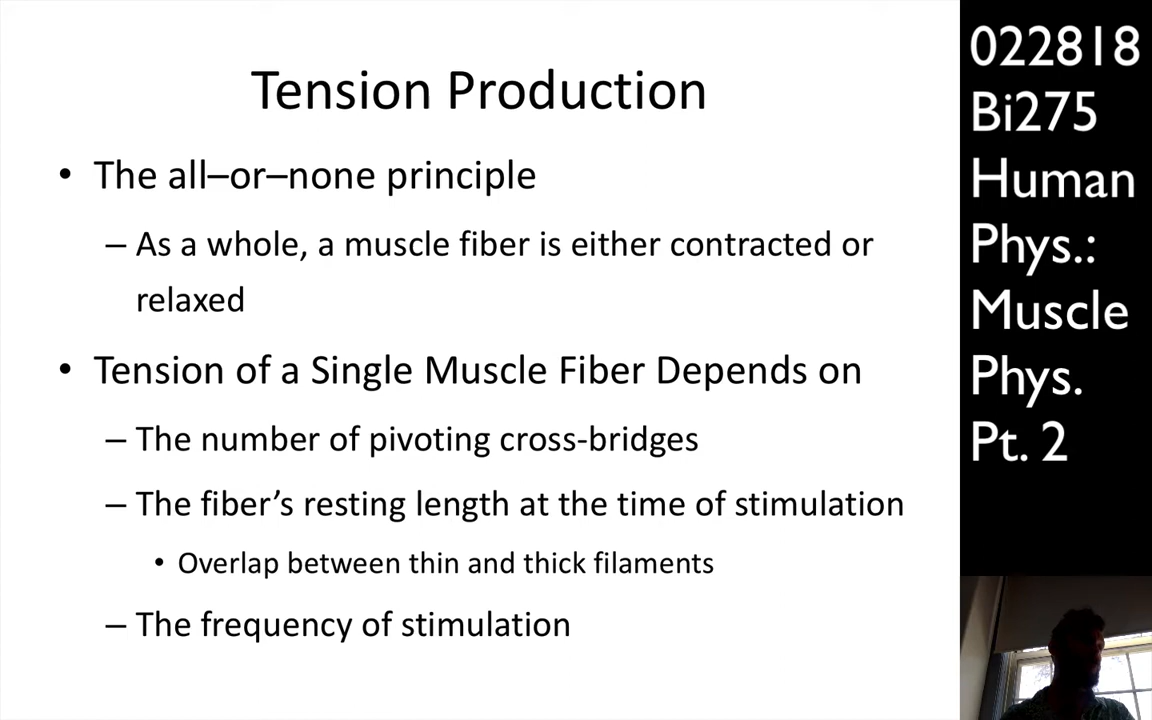 Tension Production
• The all–or–none principle
– As a whole, a muscle fiber is either contracted or
relaxed
• Tension of a Single Muscle Fiber Depends on
– The number of pivoting cross-bridges
– The fiber’s resting length at the time of stimulation
• Overlap between thin and thick filaments
– The frequency of stimulation
022818
Bi275
Human
Phys.:
Muscle
Phys.
Pt. 2